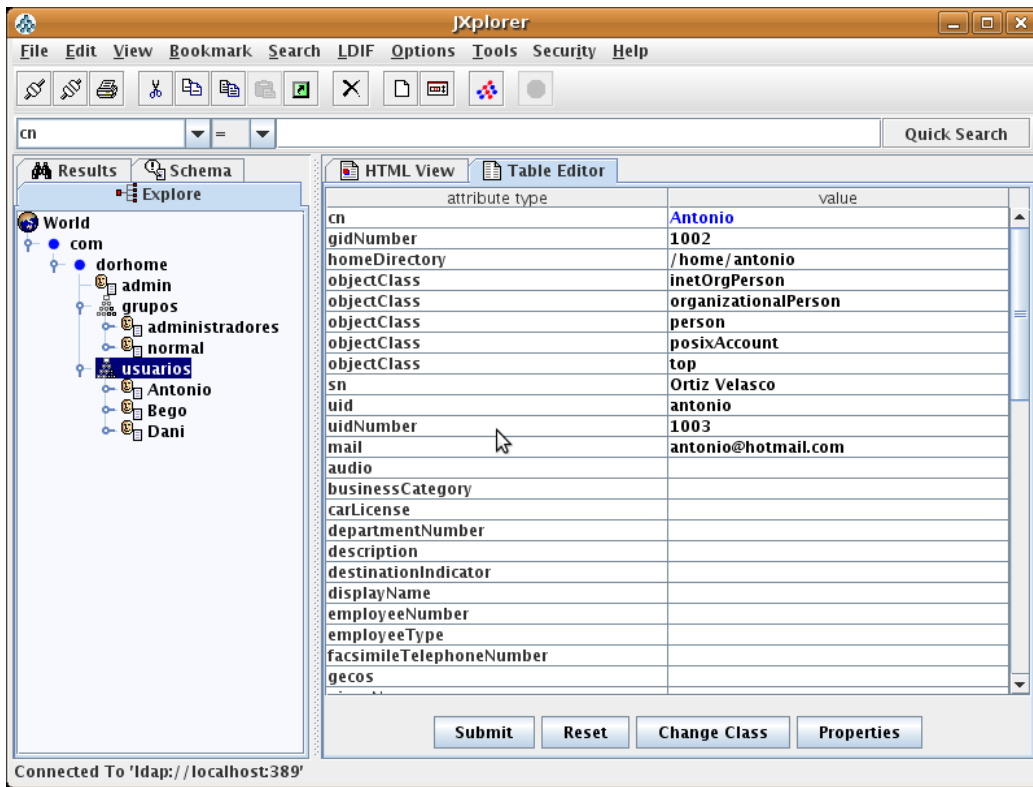 JXplorer
File Edit View Bookmark Search LDIF Options Tools Security Help
cn = Quick Search
Results Schema
Explore
World
com
dorhome
admin
grupos
administradores
normal
usuarios
Antonio
Bego
Dani
HTML View Table Editor
attribute type value
cn Antonio
gidNumber 1002
homeDirectory /home/antonio
objectClass inetOrgPerson
objectClass organizationalPerson
objectClass person
objectClass posixAccount
objectClass top
sn Ortiz Velasco
uid antonio
uidNumber 1003
mail antonio@hotmail.com
audio
businessCategory
carLicense
departmentNumber
description
destinationIndicator
displayName
employeeNumber
employeeType
facsimileTelephoneNumber
gecos
Submit Reset Change Class Properties
Connected To 'ldap://localhost:389'